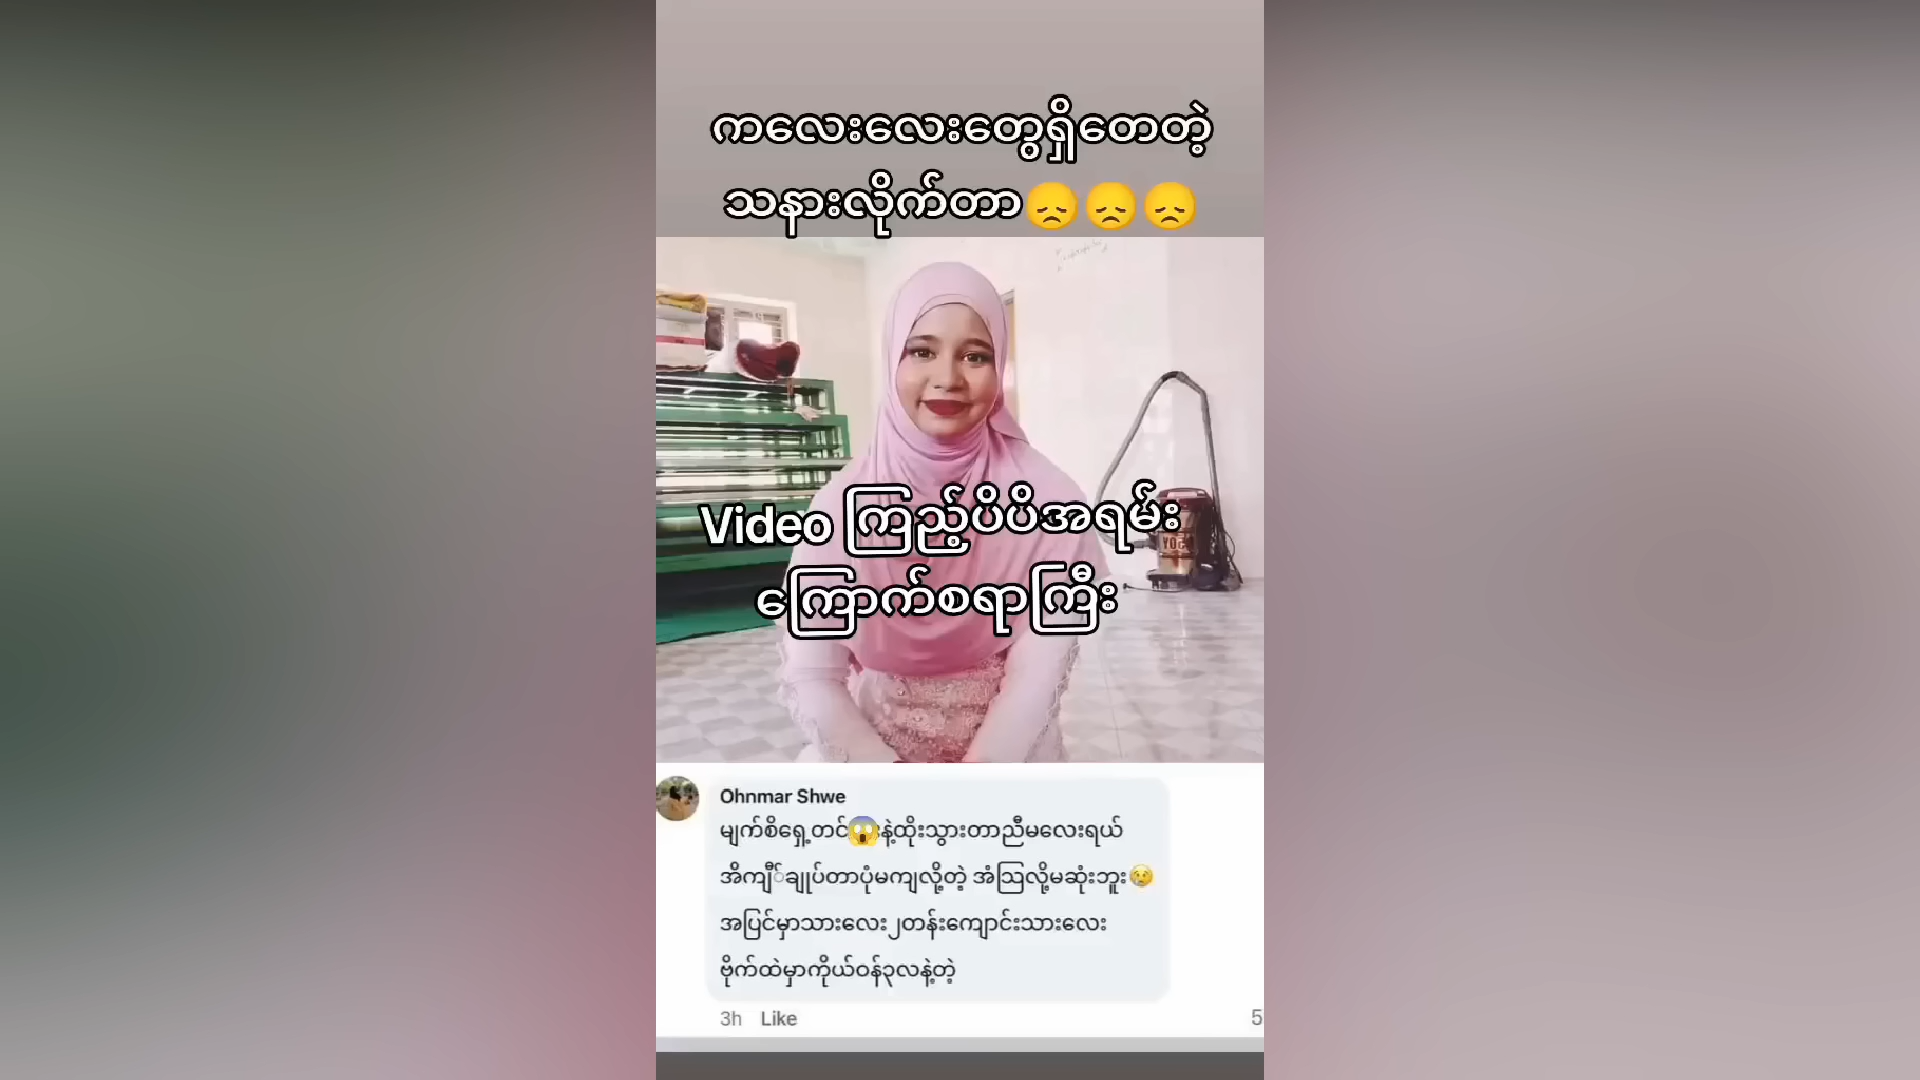 ကလေးလေးတွေရှိတေတဲ့
သနားလိုက်တာ😞😞😞
Video ကြည့်ပိပိအရမ်း
ကြောက်စရာကြီး
Ohnmar Shwe
မျက်စိရှေ့တင်😱နဲ့ထိုးသွားတာညီမလေးရယ်
အိကျီ်ချုပ်တာပုံမကျလို့တဲ့ အံသြလို့မဆုံးဘူး😢
အပြင်မှာသားလေး၂တန်းကျောင်းသားလေး
ဗိုက်ထဲမှာကိုယ်ဝန်၃လနဲ့တဲ့
3h Like
5